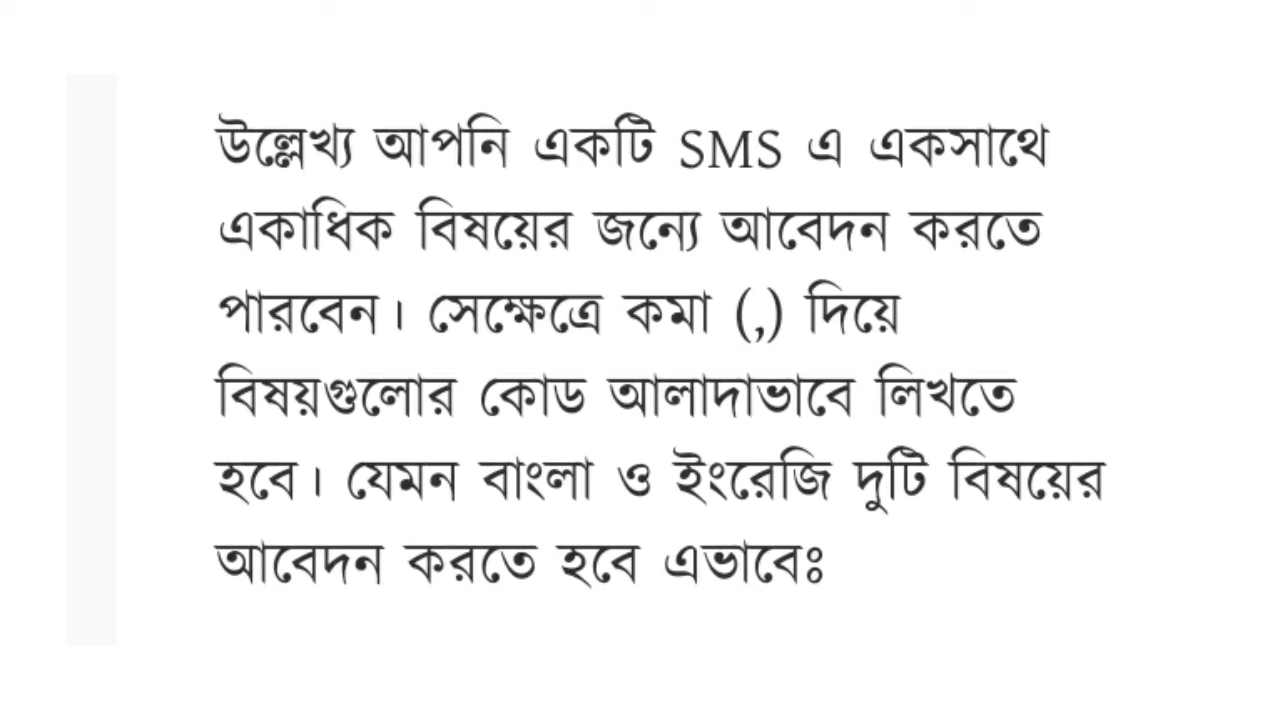 উল্লেখ্য আপনি একটি SMS এ একসাথে
একাধিক বিষয়ের জন্যে আবেদন করতে
পারবেন। সেক্ষেত্রে কমা (,) দিয়ে
বিষয়গুলোর কোড আলাদাভাবে লিখতে
হবে। যেমন বাংলা ও ইংরেজি দুটি বিষয়ের
আবেদন করতে হবে এভাবেঃ